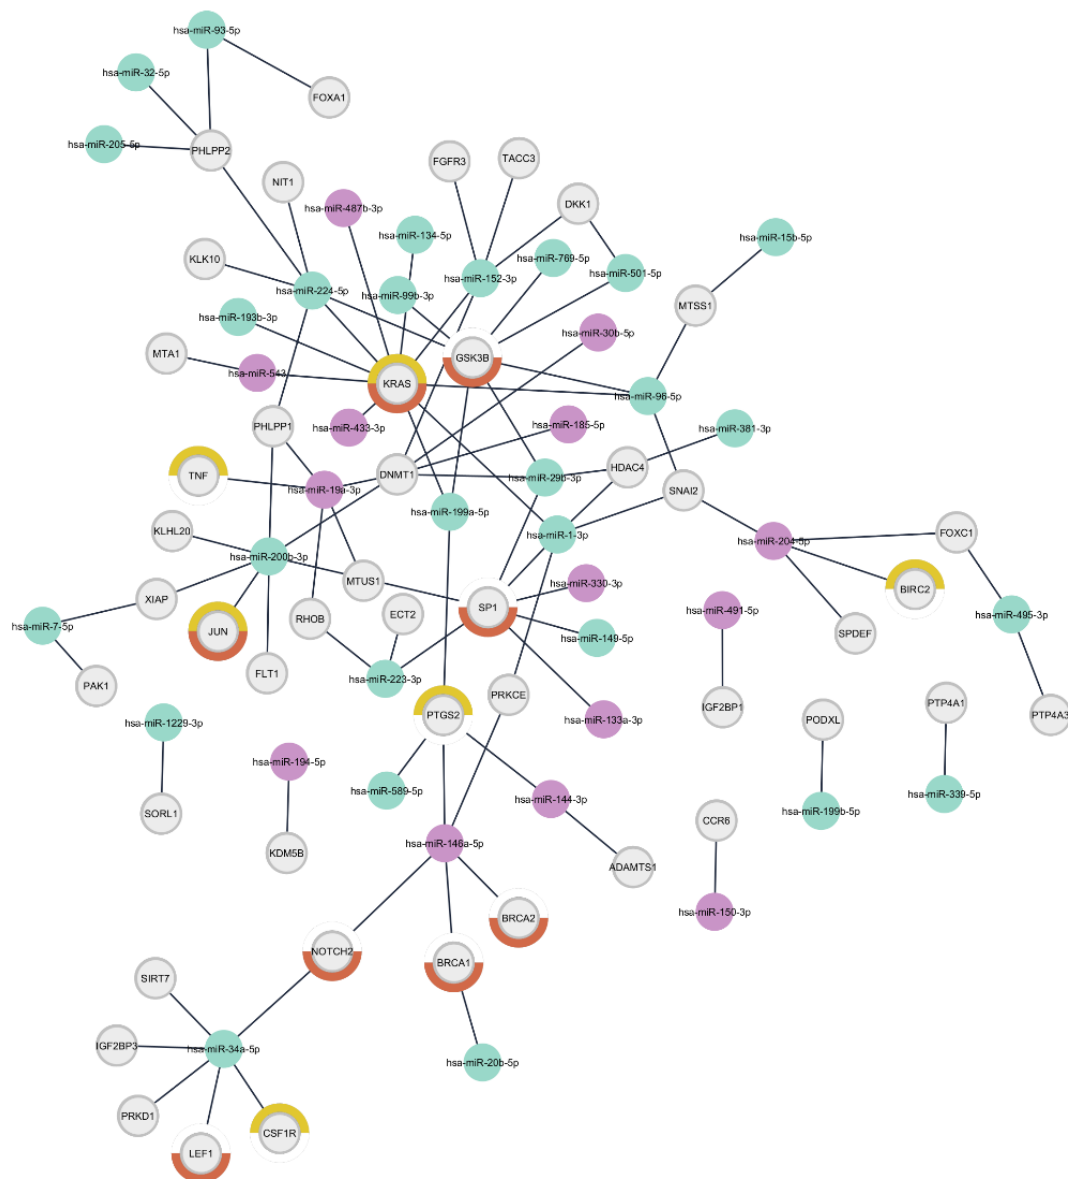 hsa-miR-93-5p
hsa-miR-32-5p
FOXA1
hsa-miR-205-5p
PHLPP2
FGFR3
TACC3
NIT1
DKK1
hsa-miR-487b-3p
hsa-miR-134-5p
hsa-miR-15b-5p
KLK10
hsa-miR-769-5p
hsa-miR-501-5p
hsa-miR-152-3p
hsa-miR-224-5p
hsa-miR-99b-3p
MTSS1
hsa-miR-193b-3p
hsa-miR-30b-5p
MTA1
GSK3B
hsa-miR-543
KRAS
hsa-miR-96-5p
PHLPP1
hsa-miR-433-3p
hsa-miR-185-5p
hsa-miR-381-3p
TNF
DNMT1
HDAC4
hsa-miR-29b-3p
hsa-miR-19a-3p
SNAI2
hsa-miR-199a-5p
KLHL20
hsa-miR-1-3p
hsa-miR-204-5p
FOXC1
hsa-miR-200b-3p
MTUS1
hsa-miR-330-3p
BIRC2
XIAP
SP1
hsa-miR-491-5p
hsa-miR-495-3p
ECT2
RHOB
hsa-miR-7-5p
JUN
hsa-miR-149-5p
SPDEF
FLT1
hsa-miR-223-3p
PAK1
PRKCE
PTGS2
hsa-miR-133a-3p
IGF2BP1
PTP4A1
PTP4A3
hsa-miR-1229-3p
PODXL
hsa-miR-194-5p
hsa-miR-589-5p
hsa-miR-144-3p
hsa-miR-339-5p
SORL1
hsa-miR-199b-5p
CCR6
hsa-miR-146a-5p
KDM5B
ADAMTS1
hsa-miR-150-3p
BRCA2
NOTCH2
BRCA1
SIRT7
IGF2BP3
hsa-miR-34a-5p
hsa-miR-20b-5p
PRKD1
CSF1R
LEF1